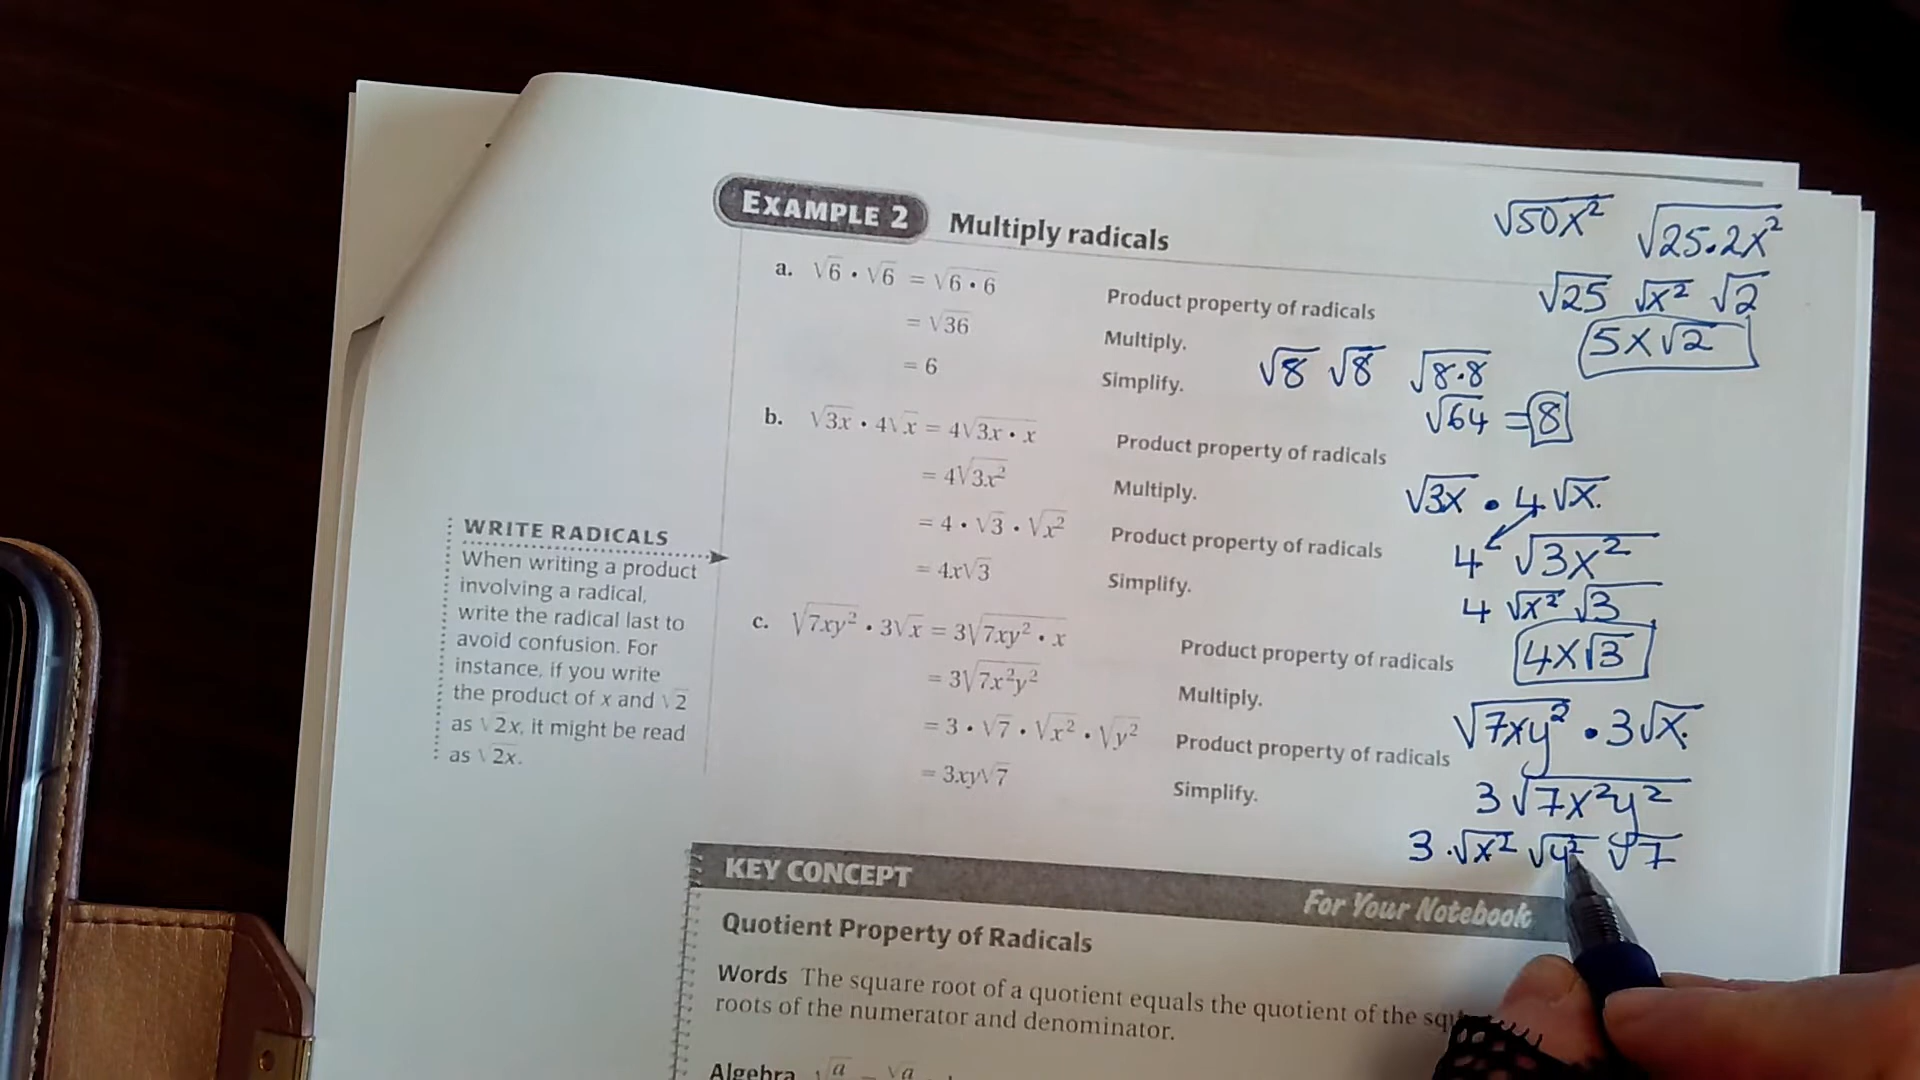 EXAMPLE 2 Multiply radicals
a. √6 • √6 = √6 • 6 Product property of radicals
= √36 Multiply.
= 6 Simplify.
b. √3x • 4√x = 4√3x • x Product property of radicals
= 4√3x² Multiply.
= 4 • √3 • √x² Product property of radicals
= 4x√3 Simplify.
c. √7xy² • 3√x = 3√7xy² • x Product property of radicals
= 3√7x²y² Multiply.
= 3 • √7 • √x² • √y² Product property of radicals
= 3xy√7 Simplify.
WRITE RADICALS
When writing a product
involving a radical,
write the radical last to
avoid confusion. For
instance, if you write
the product of x and √2
as √2x, it might be read
as √2x.
√50x² √25•2x²
√25 √x² √2
5x√2
√8 √8 √8•8
√64 = 8
√3x • 4√x.
4 √3x²
4 √x² √3
4x√3
√7xy² • 3√x.
3√7x²y²
3 • √x² √y² √7
KEY CONCEPT For Your Notebook
Quotient Property of Radicals
Words The square root of a quotient equals the quotient of the
roots of the numerator and denominator.
Algebra